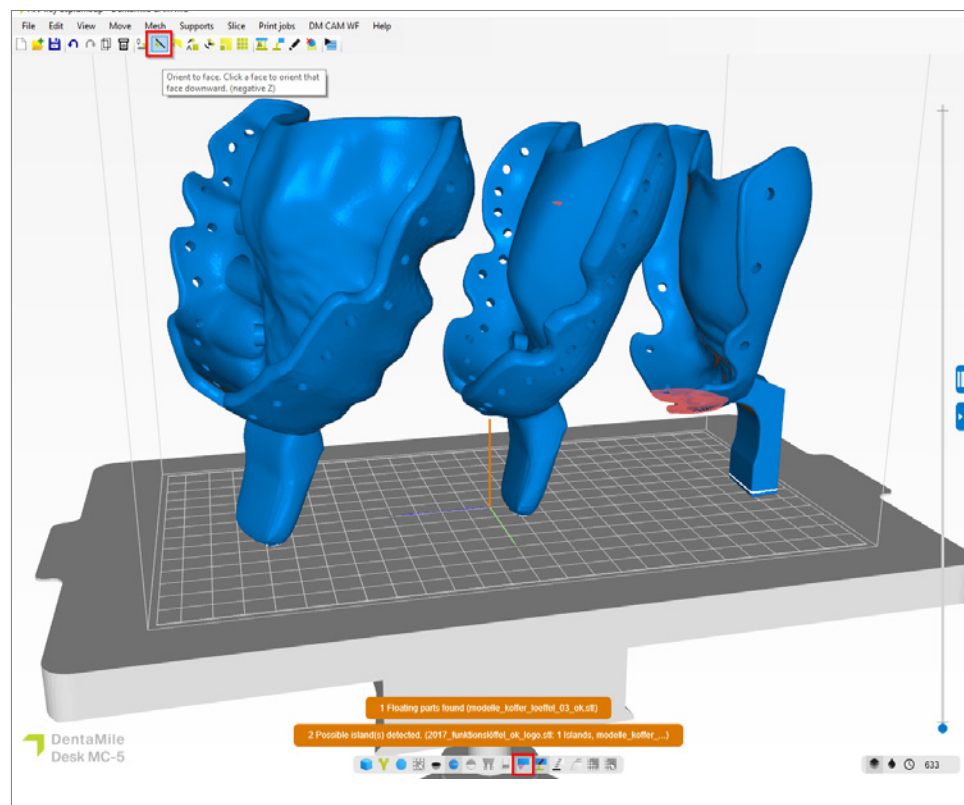 File Edit View Move Mesh Supports Slice Print jobs DM CAM WF Help
Orient to face. Click a face to orient that
face downward. (negative Z)
1 Floating parts found (modelle_koffer_loeffel_03_ok.stl)
2 Possible island(s) detected. (2017_funktionslöffel_ok_logo.stl: 1 Islands, modelle_koffer_...)
DentaMile
Desk MC-5
633